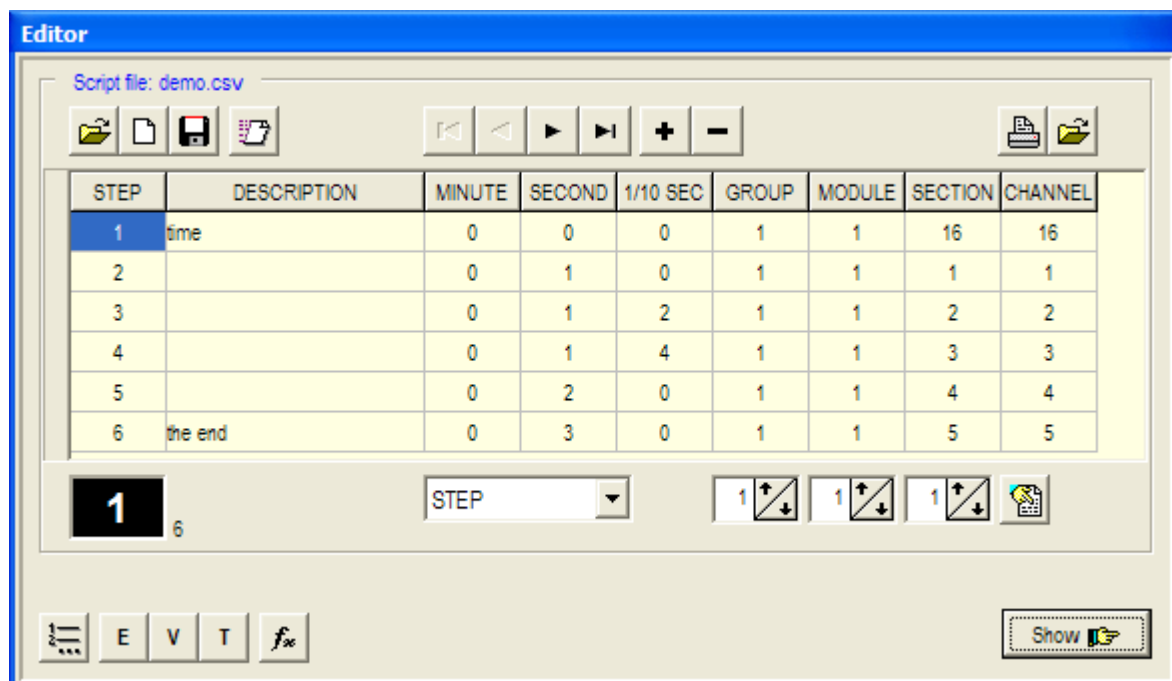 Editor
Script file: demo.csv
STEP DESCRIPTION MINUTE SECOND 1/10 SEC GROUP MODULE SECTION CHANNEL
1 time 0 0 0 1 1 16 16
2 0 1 0 1 1 1 1
3 0 1 2 1 1 2 2
4 0 1 4 1 1 3 3
5 0 2 0 1 1 4 4
6 the end 0 3 0 1 1 5 5
1 6 STEP 1 1 1
E V T fx Show